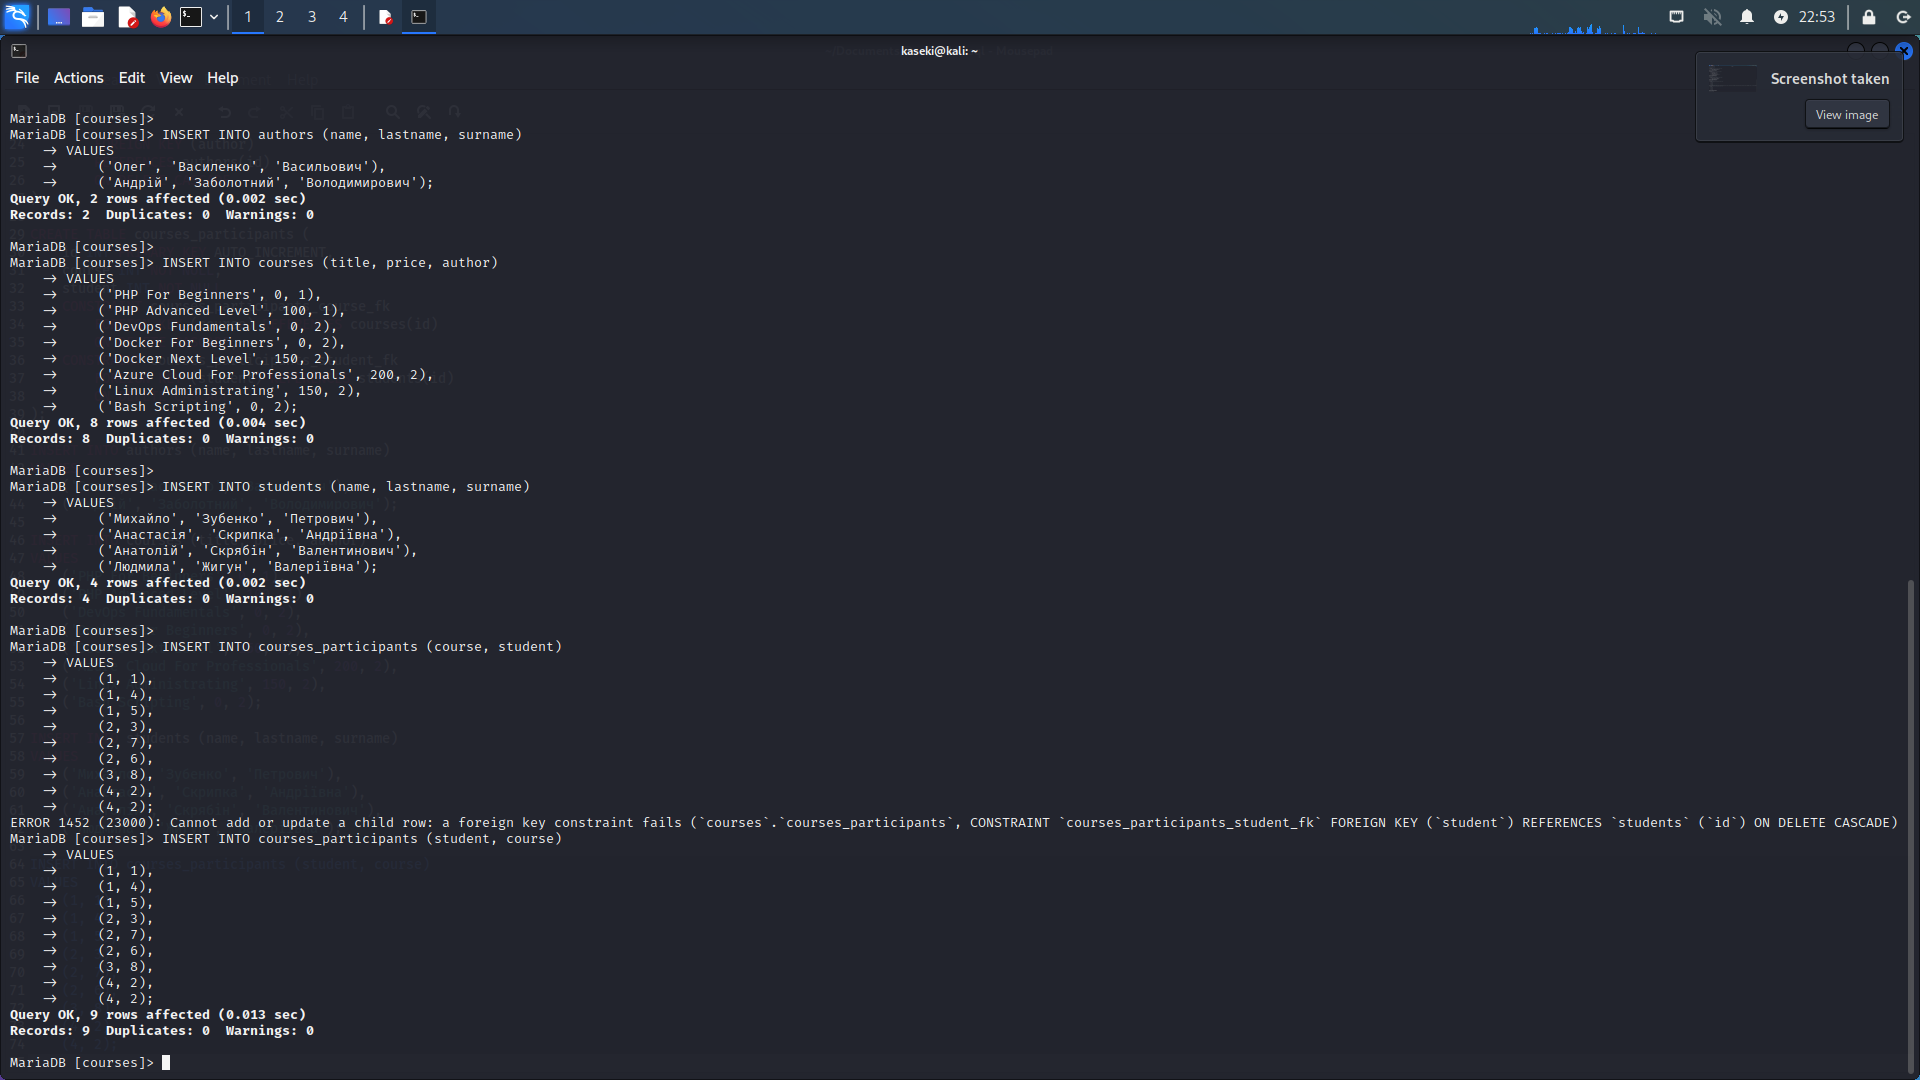 1 2 3 4
22:53
kaseki@kali: ~
File Actions Edit View Help
Screenshot taken
View image
MariaDB [courses]>
MariaDB [courses]> INSERT INTO authors (name, lastname, surname)
→ VALUES
→ ('Олег', 'Василенко', 'Васильович'),
→ ('Андрій', 'Заболотний', 'Володимирович');
Query OK, 2 rows affected (0.002 sec)
Records: 2 Duplicates: 0 Warnings: 0
MariaDB [courses]>
MariaDB [courses]> INSERT INTO courses (title, price, author)
→ VALUES
→ ('PHP For Beginners', 0, 1),
→ ('PHP Advanced Level', 100, 1),
→ ('DevOps Fundamentals', 0, 2),
→ ('Docker For Beginners', 0, 2),
→ ('Docker Next Level', 150, 2),
→ ('Azure Cloud For Professionals', 200, 2),
→ ('Linux Administrating', 150, 2),
→ ('Bash Scripting', 0, 2);
Query OK, 8 rows affected (0.004 sec)
Records: 8 Duplicates: 0 Warnings: 0
MariaDB [courses]>
MariaDB [courses]> INSERT INTO students (name, lastname, surname)
→ VALUES
→ ('Михайло', 'Зубенко', 'Петрович'),
→ ('Анастасія', 'Скрипка', 'Андріївна'),
→ ('Анатолій', 'Скрябін', 'Валентинович'),
→ ('Людмила', 'Жигун', 'Валеріївна');
Query OK, 4 rows affected (0.002 sec)
Records: 4 Duplicates: 0 Warnings: 0
MariaDB [courses]>
MariaDB [courses]> INSERT INTO courses_participants (course, student)
→ VALUES
→ (1, 1),
→ (1, 4),
→ (1, 5),
→ (2, 3),
→ (2, 7),
→ (2, 6),
→ (3, 8),
→ (4, 2),
→ (4, 2);
ERROR 1452 (23000): Cannot add or update a child row: a foreign key constraint fails (`courses`.`courses_participants`, CONSTRAINT `courses_participants_student_fk` FOREIGN KEY (`student`) REFERENCES `students` (`id`) ON DELETE CASCADE)
MariaDB [courses]> INSERT INTO courses_participants (student, course)
→ VALUES
→ (1, 1),
→ (1, 4),
→ (1, 5),
→ (2, 3),
→ (2, 7),
→ (2, 6),
→ (3, 8),
→ (4, 2),
→ (4, 2);
Query OK, 9 rows affected (0.013 sec)
Records: 9 Duplicates: 0 Warnings: 0
MariaDB [courses]>